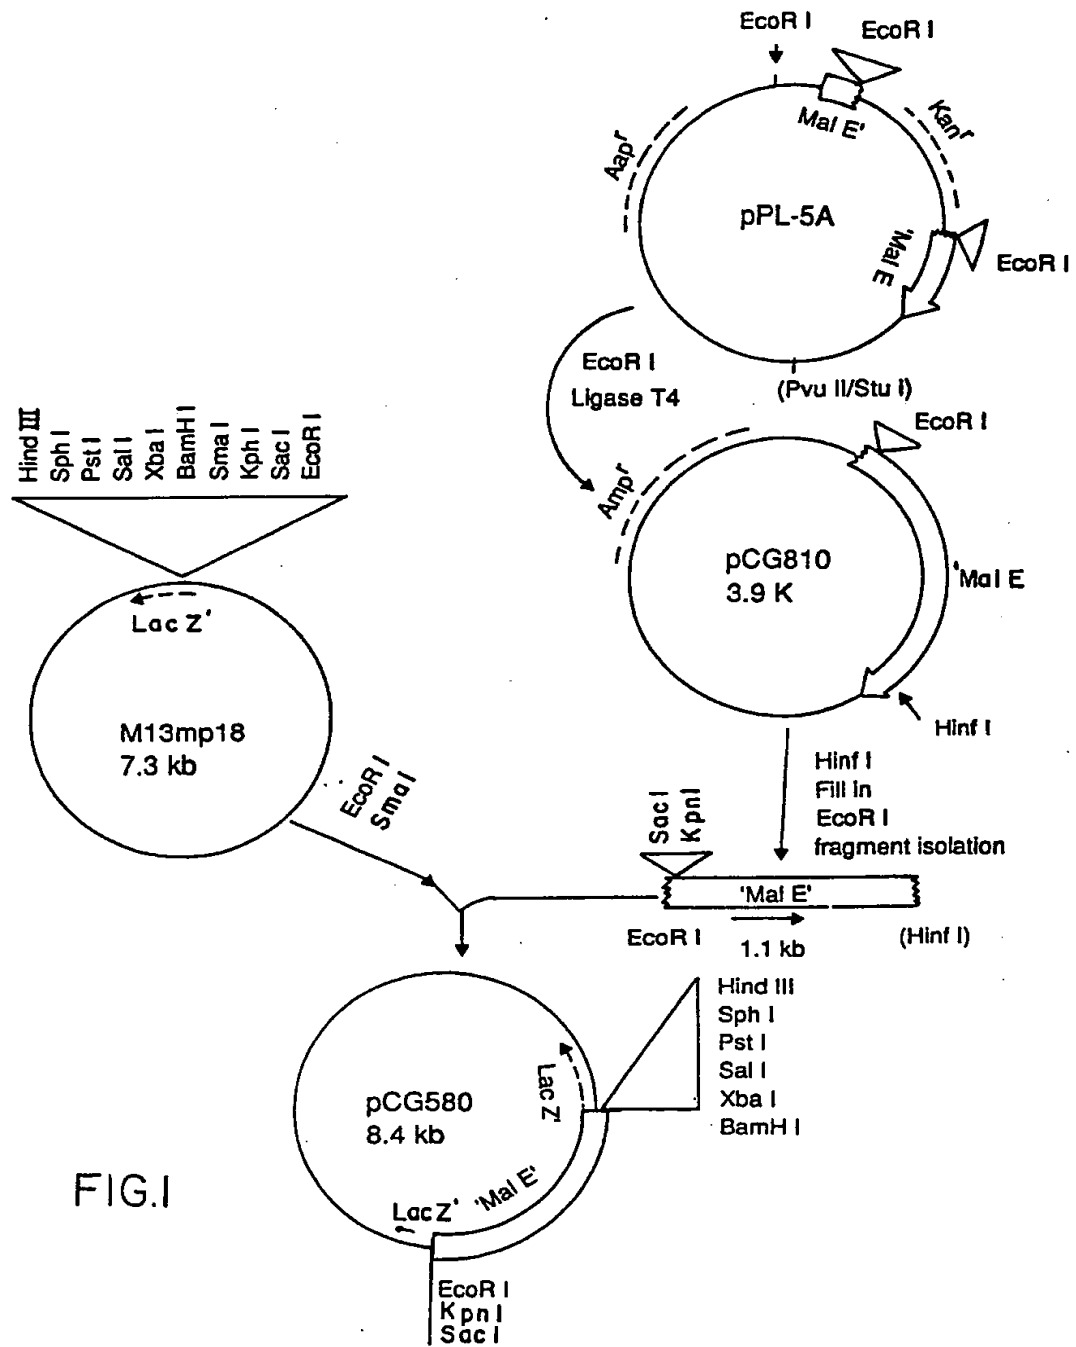 EcoR I
EcoR I
Mal E'
Kanʳ
Aapʳ
pPL-5A
'Mal E
EcoR I
EcoR I
Ligase T4
(Pvu II/Stu I)
EcoR I
Ampʳ
pCG810
3.9 K
'Mal E
Hinf I
Hind III
Sph I
Pst I
Sal I
Xba I
BamH I
Sma I
Kph I
Sac I
EcoR I
Lac Z'
M13mp18
7.3 kb
EcoR I
Sma I
Hinf I
Fill in
EcoR I
fragment isolation
Sac I
Kpn I
'Mal E'
EcoR I
1.1 kb
(Hinf I)
Hind III
Sph I
Pst I
Sal I
Xba I
BamH I
Lac Z'
pCG580
8.4 kb
'Mal E'
Lac Z'
EcoR I
Kpn I
Sac I
FIG.1